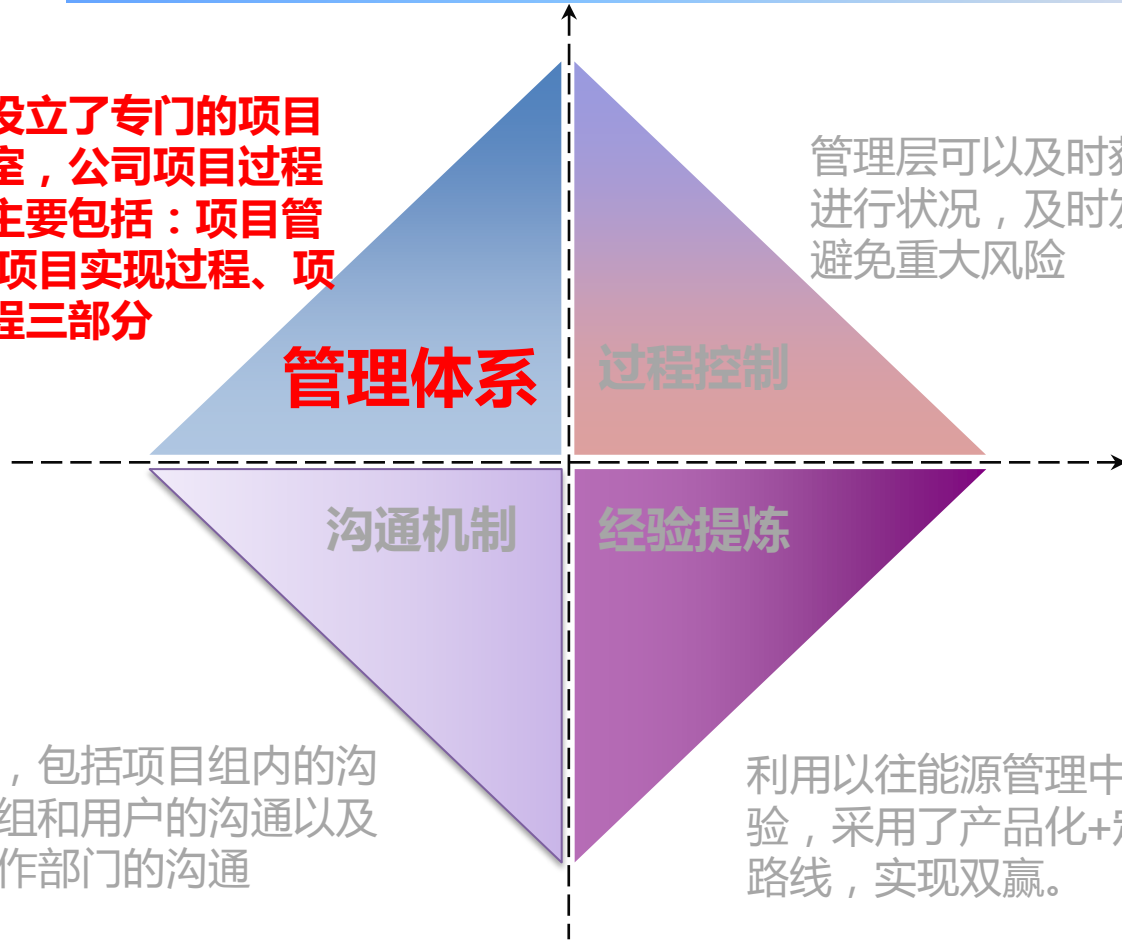 设立了专门的项目
室，公司项目过程
主要包括：项目管
项目实现过程、项
程三部分
管理体系
管理层可以及时获
进行状况，及时发
避免重大风险
过程控制
沟通机制
，包括项目组内的沟
组和用户的沟通以及
作部门的沟通
经验提炼
利用以往能源管理中
验，采用了产品化+定
路线，实现双赢。